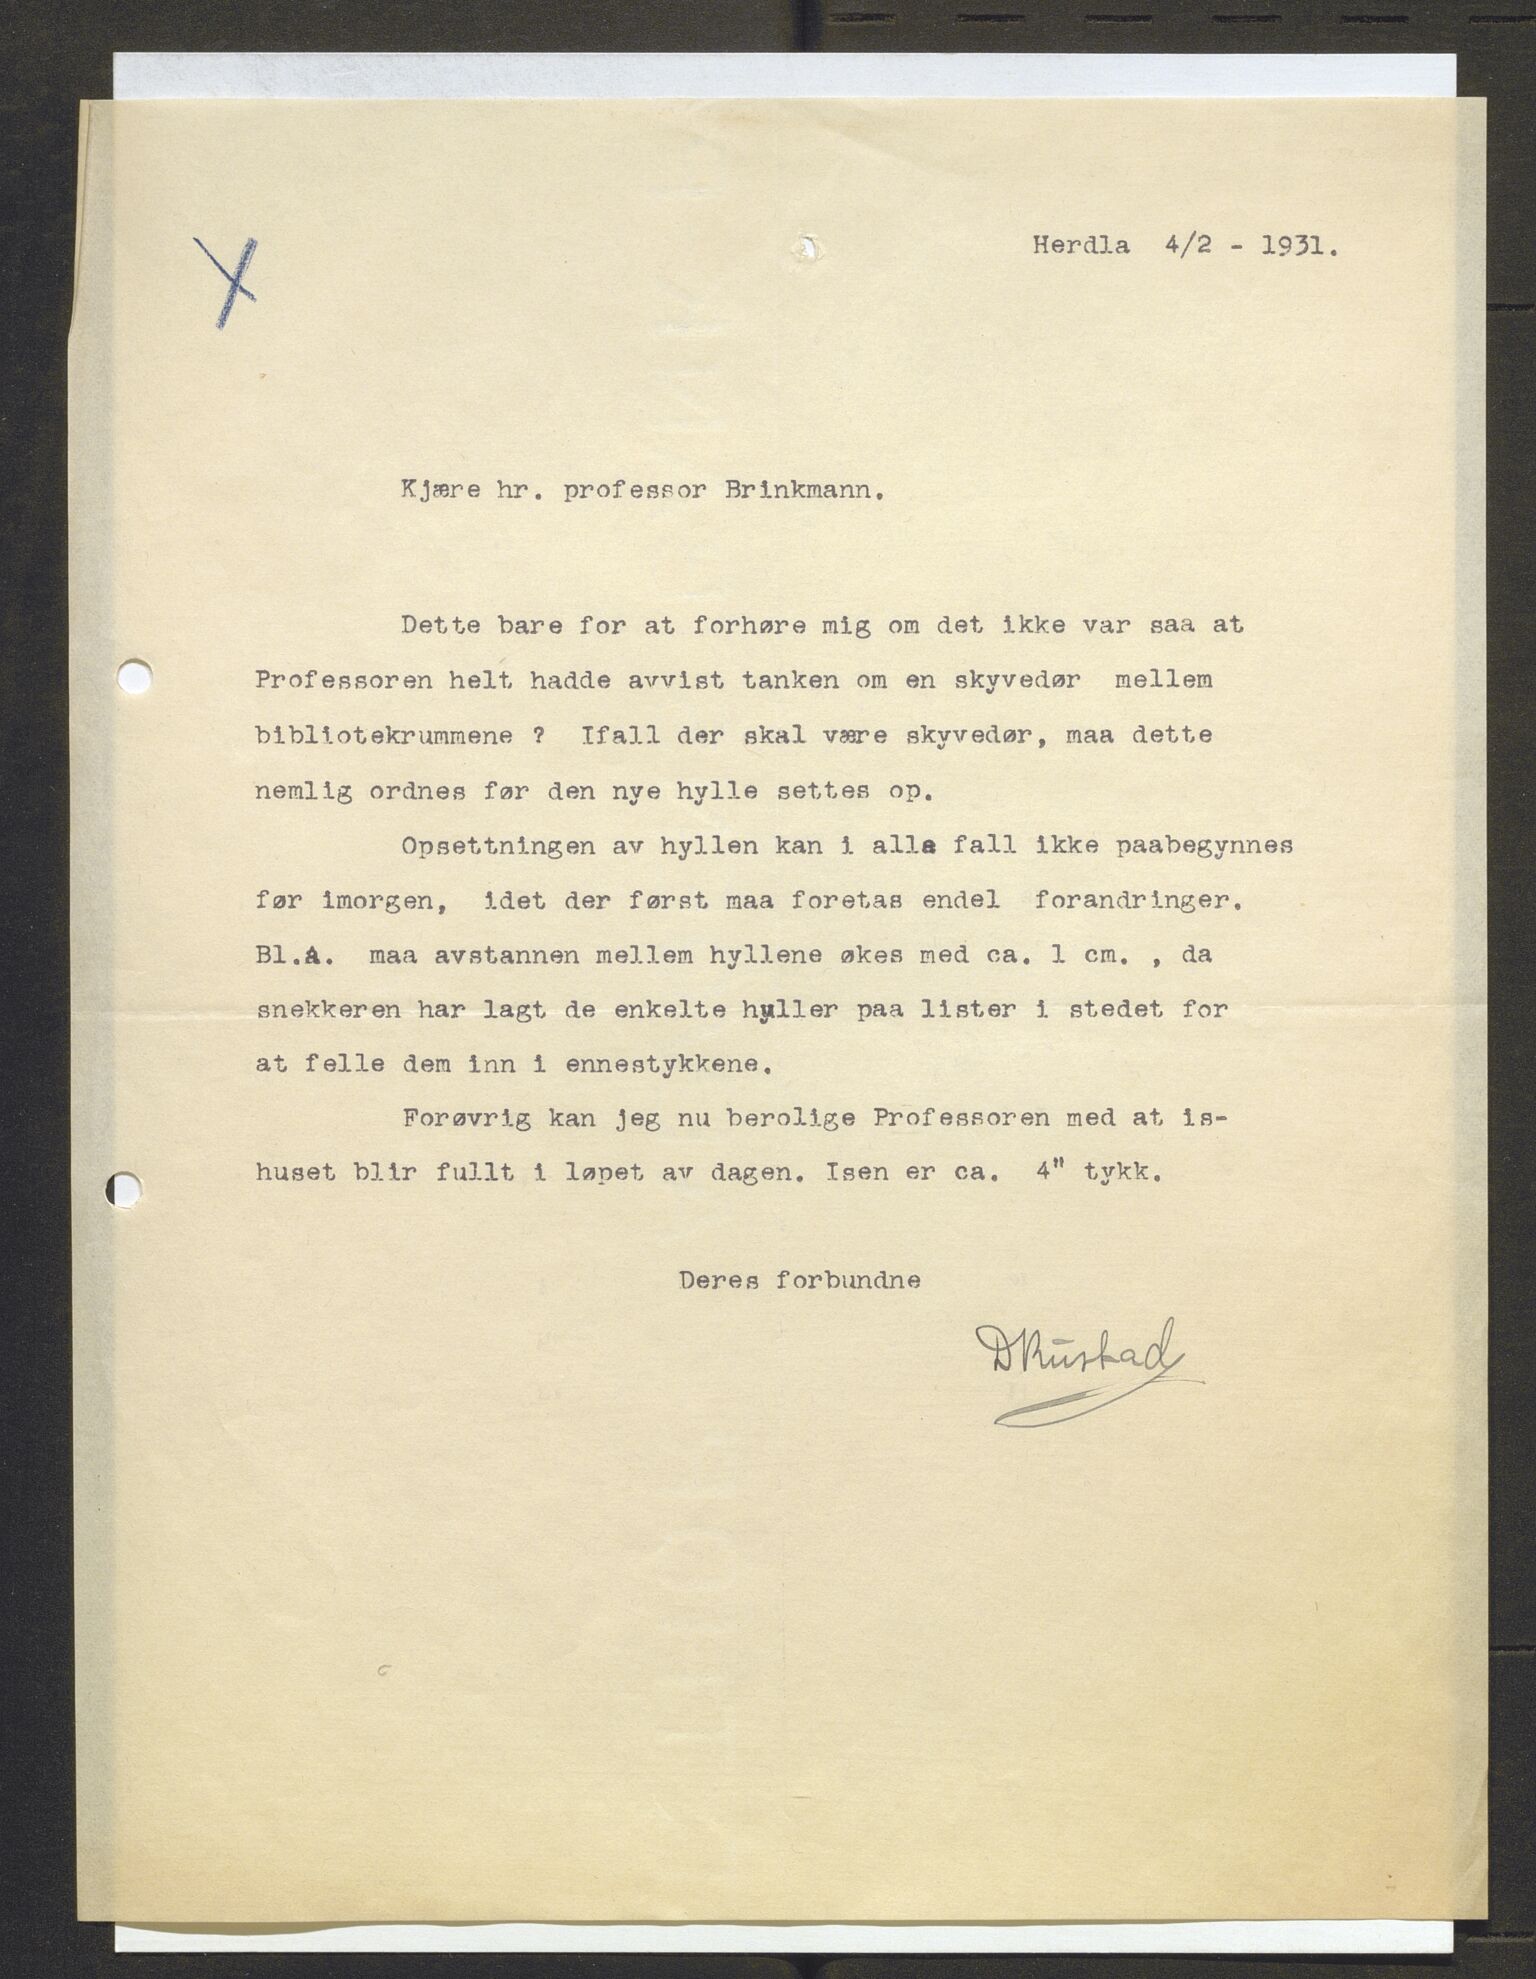 Herdla 4/2 - 1931.
Kjære hr. professor Brinkmann.
Dette bare for at forhøre mig om det ikke var saa at
Professoren helt hadde avvist tanken om en skyvedør mellem
bibliotekrummene ? Ifall der skal være skyvedør, maa dette
nemlig ordnes før den nye hylle settes op.
Opsettningen av hyllen kan i alle fall ikke paabegynnes
før imorgen, idet der først maa foretas endel forandringer.
Bl.A. maa avstannen mellem hyllene økes med ca. 1 cm. , da
snekkeren har lagt de enkelte hyller paa lister i stedet for
at felle dem inn i ennestykkene.
Forøvrig kan jeg nu berolige Professoren med at is-
huset blir fullt i løpet av dagen. Isen er ca. 4" tykk.
Deres forbundne
DRustad